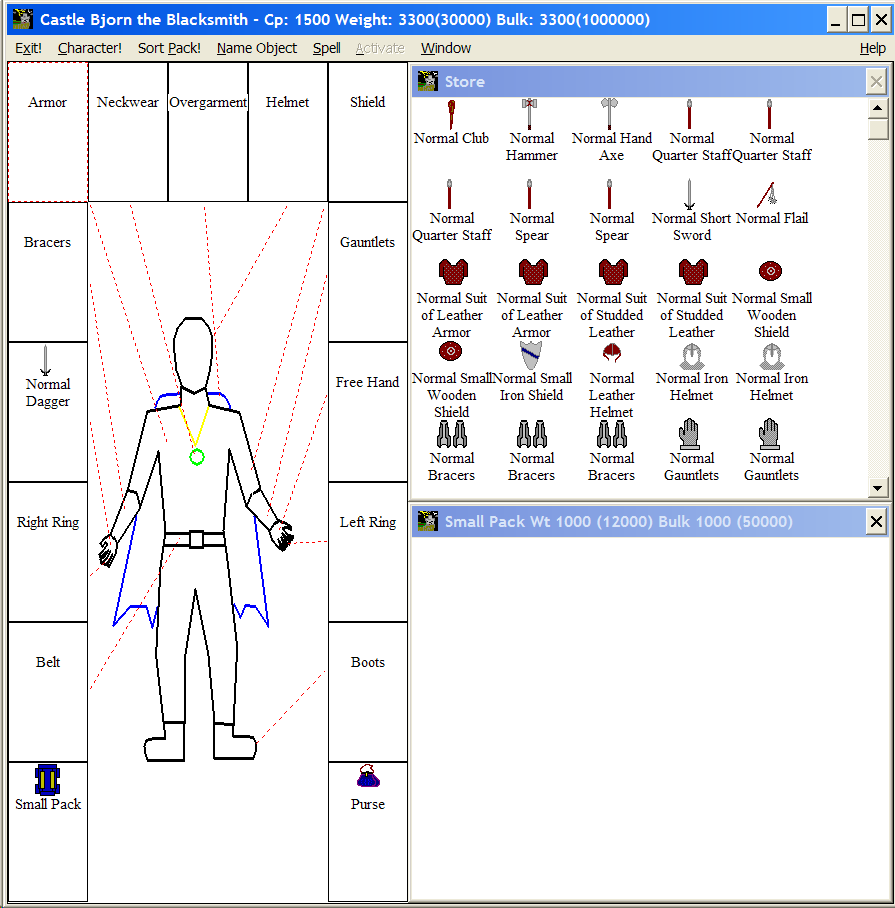 Castle Bjorn the Blacksmith - Cp: 1500 Weight: 3300(30000) Bulk: 3300(1000000)
Exit! Character! Sort Pack! Name Object Spell Activate Window Help
Armor Neckwear Overgarment Helmet Shield
Bracers
Gauntlets
Normal
Dagger
Free Hand
Right Ring
Left Ring
Belt
Boots
Small Pack
Purse
Store
Normal Club Normal Hammer Normal Hand Axe Normal Quarter Staff Normal Quarter Staff
Normal Quarter Staff Normal Spear Normal Spear Normal Short Sword Normal Flail
Normal Suit of Leather Armor Normal Suit of Leather Armor Normal Suit of Studded Leather Normal Suit of Studded Leather Normal Small Wooden Shield
Normal Small Wooden Shield Normal Small Iron Shield Normal Leather Helmet Normal Iron Helmet Normal Iron Helmet
Normal Bracers Normal Bracers Normal Bracers Normal Gauntlets Normal Gauntlets
Small Pack Wt 1000 (12000) Bulk 1000 (50000)